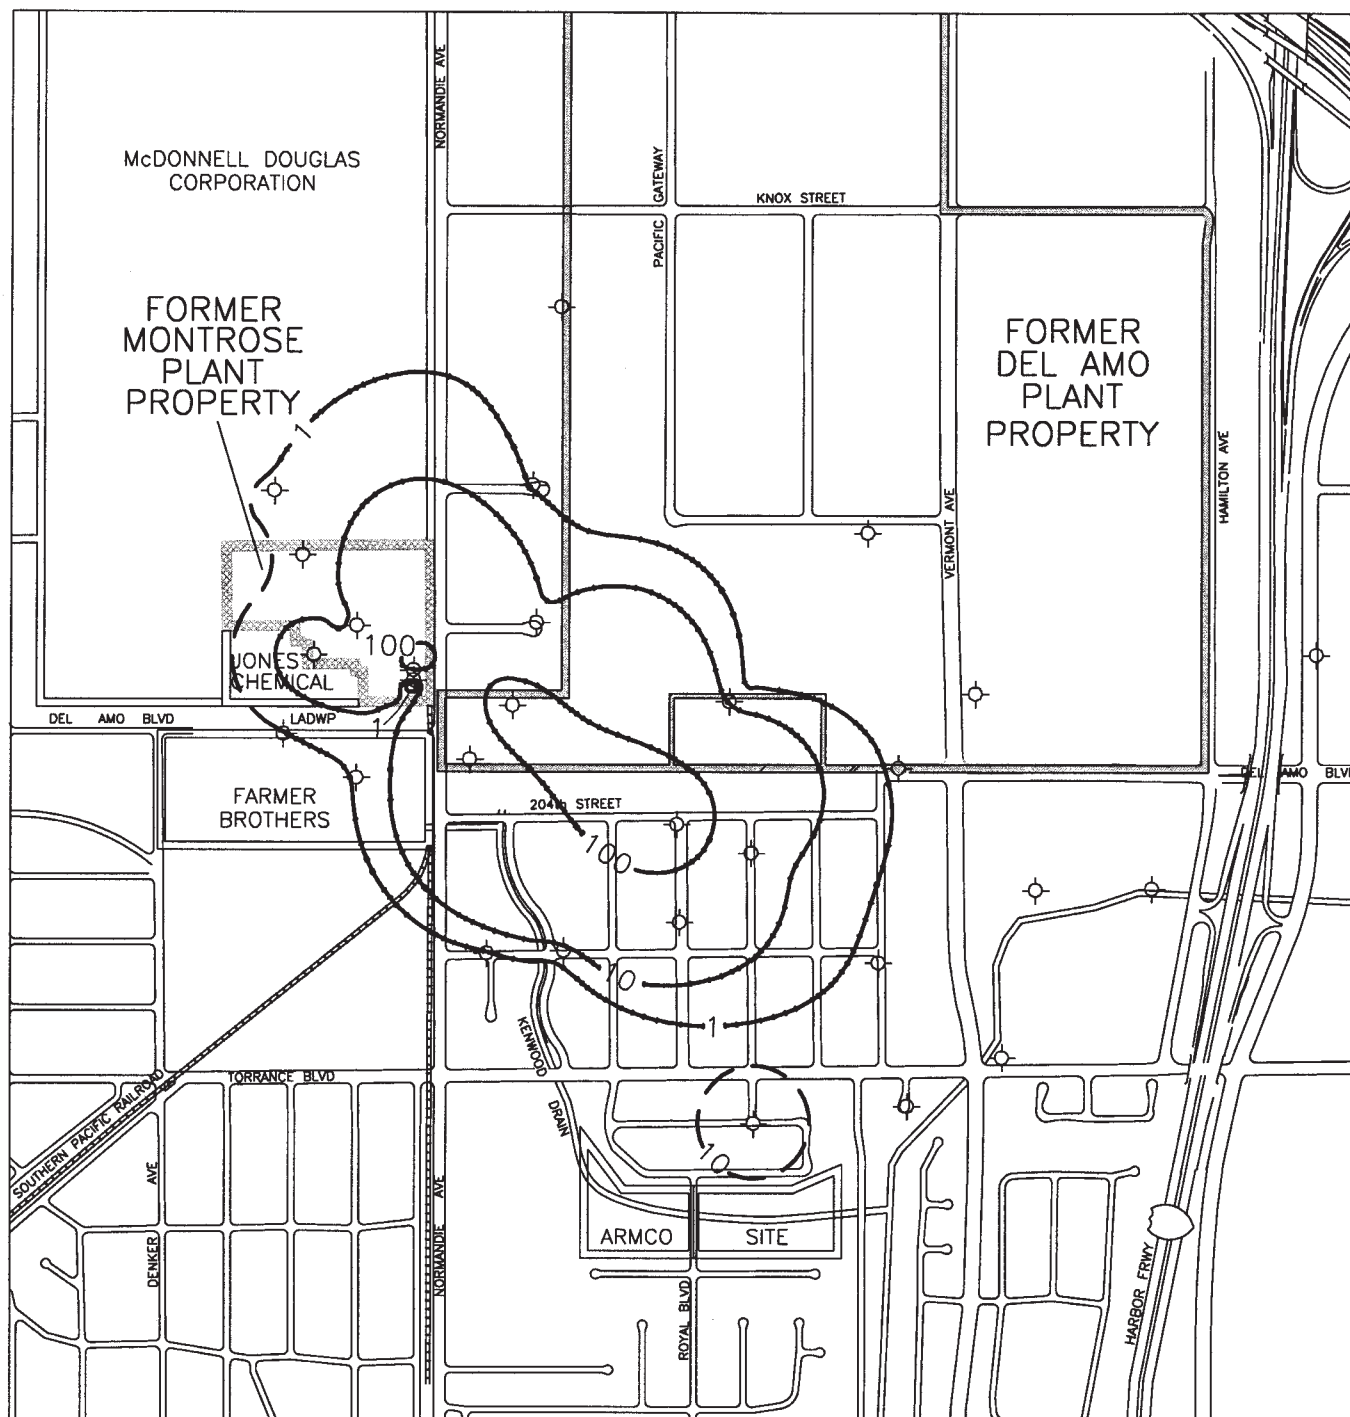 NORMANDIE AVE
McDONNELL DOUGLAS
CORPORATION
PACIFIC GATEWAY
KNOX STREET
FORMER
MONTROSE
PLANT
PROPERTY
FORMER
DEL AMO
PLANT
PROPERTY
HAMILTON AVE
VERMONT AVE
1
100
JONES
CHEMICAL
1
DEL AMO BLVD
LADWP
DEL AMO BLVD
FARMER
BROTHERS
204th STREET
100
10
1
KENWOOD
DRAIN
TORRANCE BLVD
SOUTHERN PACIFIC RAILROAD
10
DENKER AVE
NORMANDIE AVE
ARMCO SITE
ROYAL BLVD
HARBOR FRWY